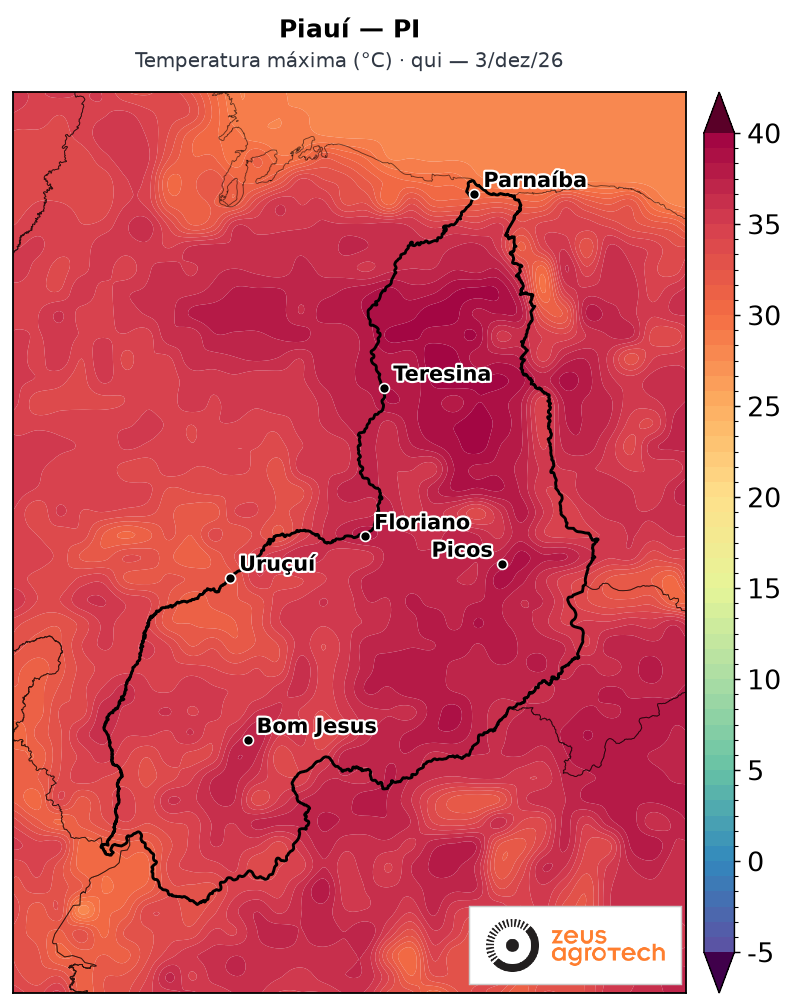 Piauí — PI
Temperatura máxima (°C) · qui — 3/dez/26
Parnaíba
Teresina
Floriano
Picos
Uruçuí
Bom Jesus
40
35
30
25
20
15
10
5
0
-5
zeus
agrotech